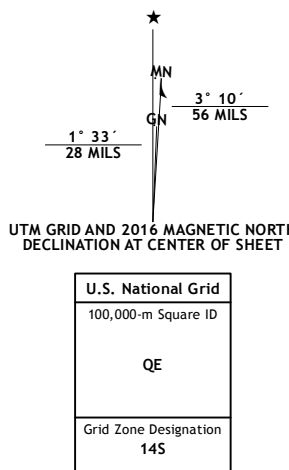 ★
MN
3° 10´
56 MILS
GN
1° 33´
28 MILS
UTM GRID AND 2016 MAGNETIC NORTH
DECLINATION AT CENTER OF SHEET
U.S. National Grid
100,000-m Square ID
QE
Grid Zone Designation
14S